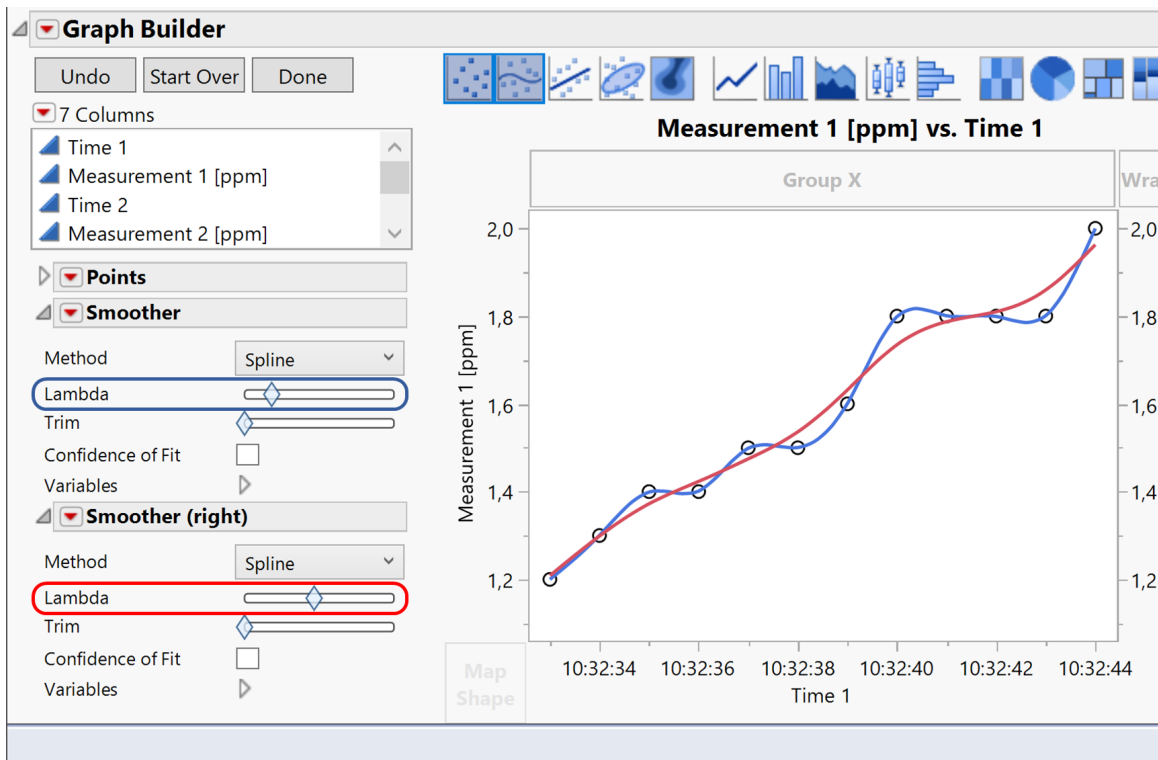 Graph Builder
Undo
Start Over
Done
7 Columns
Time 1
Measurement 1 [ppm]
Time 2
Measurement 2 [ppm]
Points
Smoother
Method
Spline
Lambda
Trim
Confidence of Fit
Variables
Smoother (right)
Method
Spline
Lambda
Trim
Confidence of Fit
Variables
Measurement 1 [ppm] vs. Time 1
Group X
Wra
2,0
1,8
1,6
1,4
1,2
Measurement 1 [ppm]
2,0
1,8
1,6
1,4
1,2
Map
Shape
10:32:34 10:32:36 10:32:38 10:32:40 10:32:42 10:32:44
Time 1